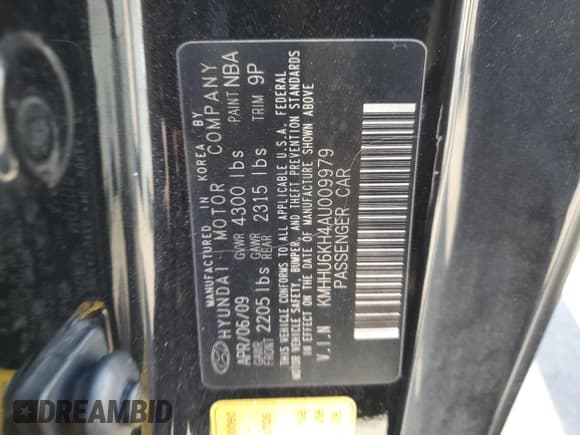 MANUFACTURED IN KOREA BY
HYUNDAI MOTOR COMPANY
APR/06/09 GVWR 4300 lbs PAINT NBA
GAWR FRONT 2205 lbs GAWR REAR 2315 lbs TRIM 9P
THIS VEHICLE CONFORMS TO ALL APPLICABLE U.S.A. FEDERAL
MOTOR VEHICLE SAFETY, BUMPER, AND THEFT PREVENTION STANDARDS
IN EFFECT ON THE DATE OF MANUFACTURE SHOWN ABOVE
V.I.N KMHHU6KH4AU009979
PASSENGER CAR
DREAMBID